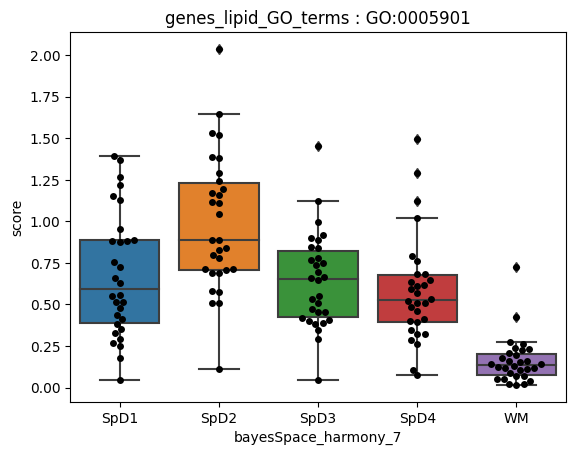 genes_lipid_GO_terms : GO:0005901
score
2.00
1.75
1.50
1.25
1.00
0.75
0.50
0.25
0.00
SpD1 SpD2 SpD3 SpD4 WM
bayesSpace_harmony_7